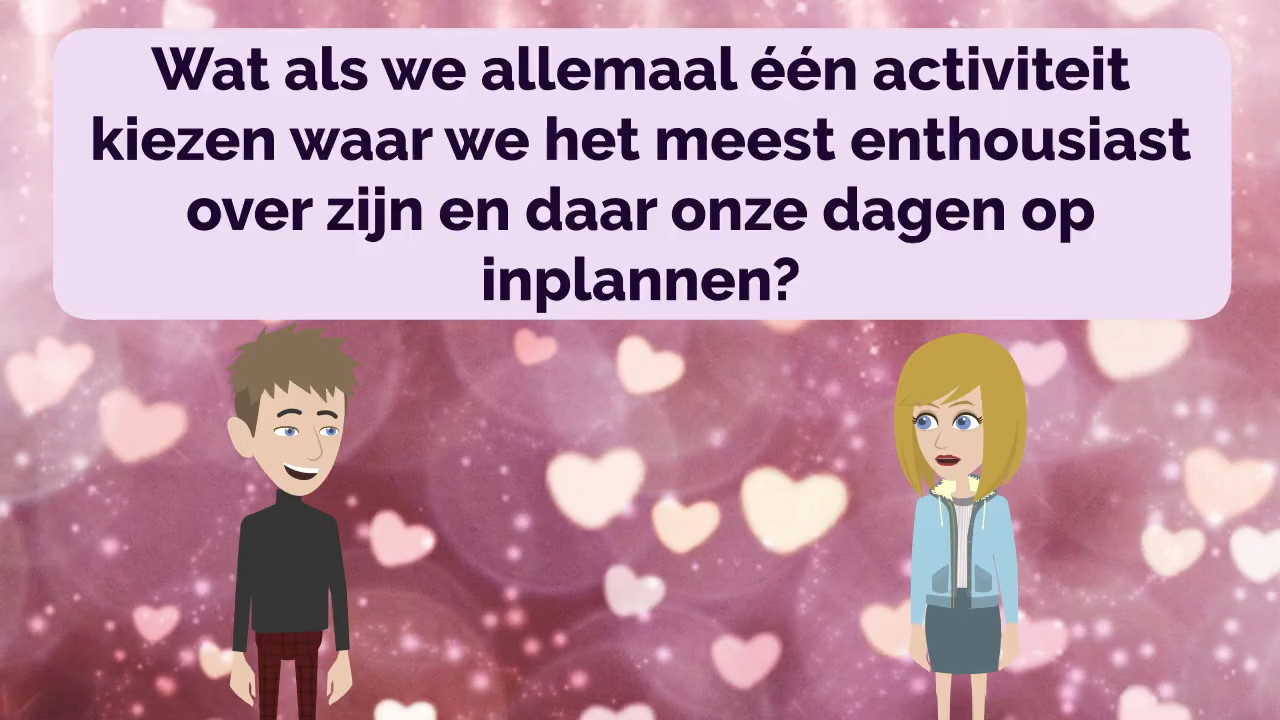 Wat als we allemaal één activiteit
kiezen waar we het meest enthousiast
over zijn en daar onze dagen op
inplannen?